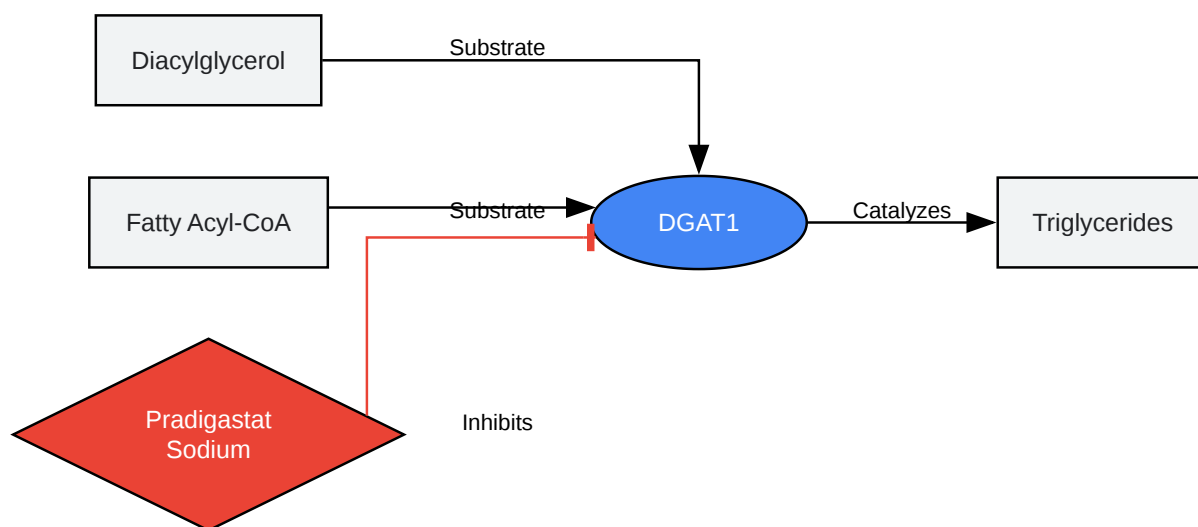 Diacylglycerol
Substrate
Fatty Acyl-CoA
Substrate
DGAT1
Catalyzes
Triglycerides
Pradigastat
Sodium
Inhibits